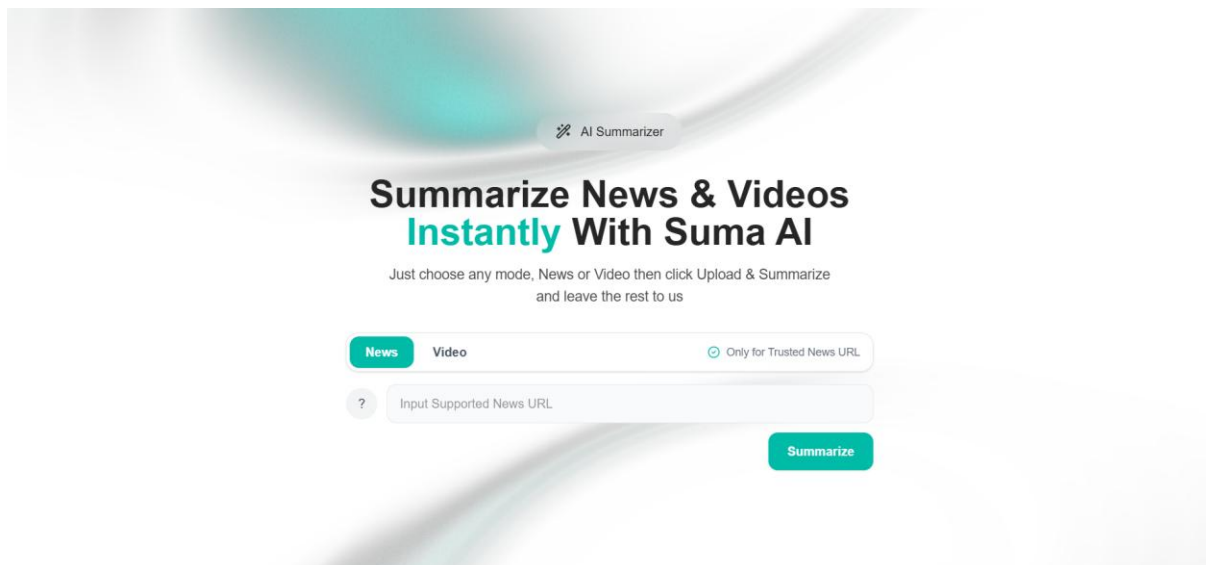 AI Summarizer
Summarize News & Videos
Instantly With Suma AI
Just choose any mode, News or Video then click Upload & Summarize
and leave the rest to us
News Video Only for Trusted News URL
? Input Supported News URL
Summarize